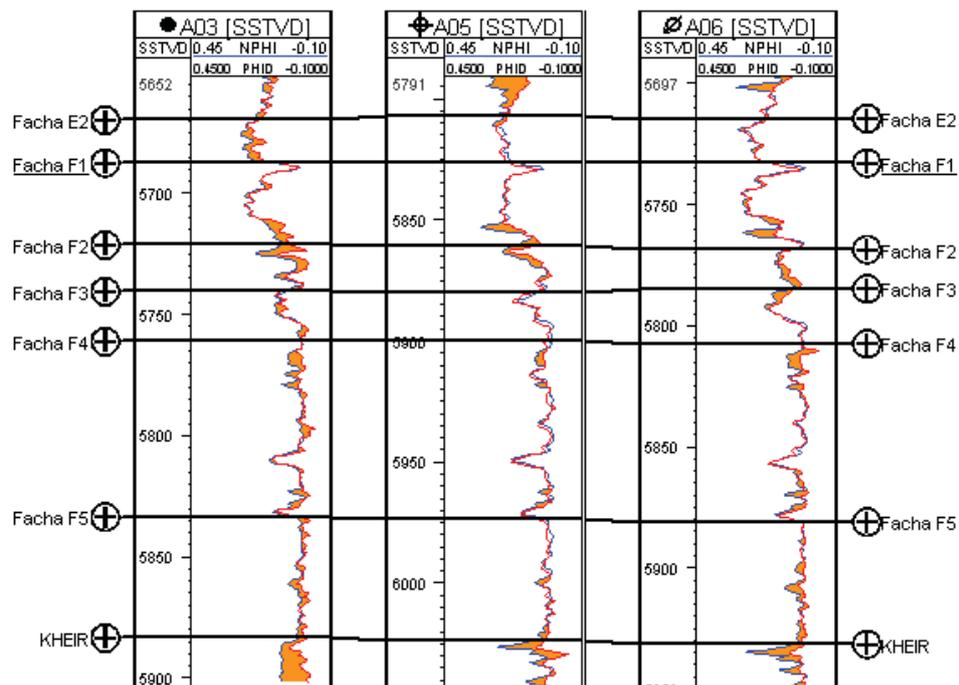 A03 [SSTVD]
SSTVD 0.45 NPHI -0.10
0.4500 PHID -0.1000
5652
5700
5750
5800
5850
5900
A05 [SSTVD]
SSTVD 0.45 NPHI -0.10
0.4500 PHID -0.1000
5791
5850
5900
5950
6000
A06 [SSTVD]
SSTVD 0.45 NPHI -0.10
0.4500 PHID -0.1000
5697
5750
5800
5850
5900
Facha E2
Facha F1
Facha F2
Facha F3
Facha F4
Facha F5
KHEIR
Facha E2
Facha F1
Facha F2
Facha F3
Facha F4
Facha F5
KHEIR